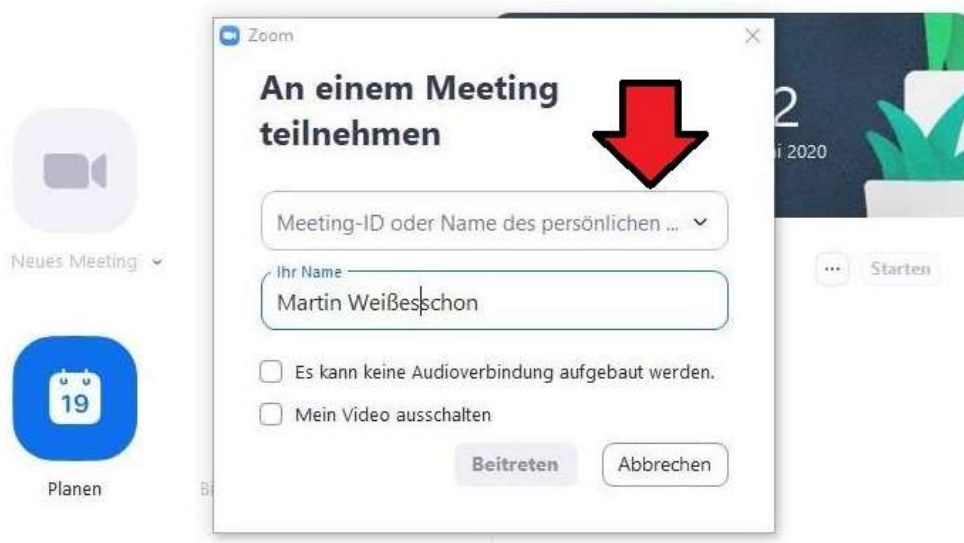 Zoom
An einem Meeting
teilnehmen
2
i 2020
Meeting-ID oder Name des persönlichen ...
Neues Meeting
Ihr Name
Martin Weißesschon
...
Starten
Es kann keine Audioverbindung aufgebaut werden.
19
Mein Video ausschalten
Beitreten
Abbrechen
Planen